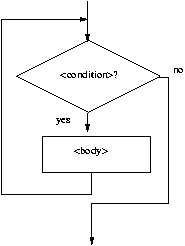 <condition>?
no
yes
<body>